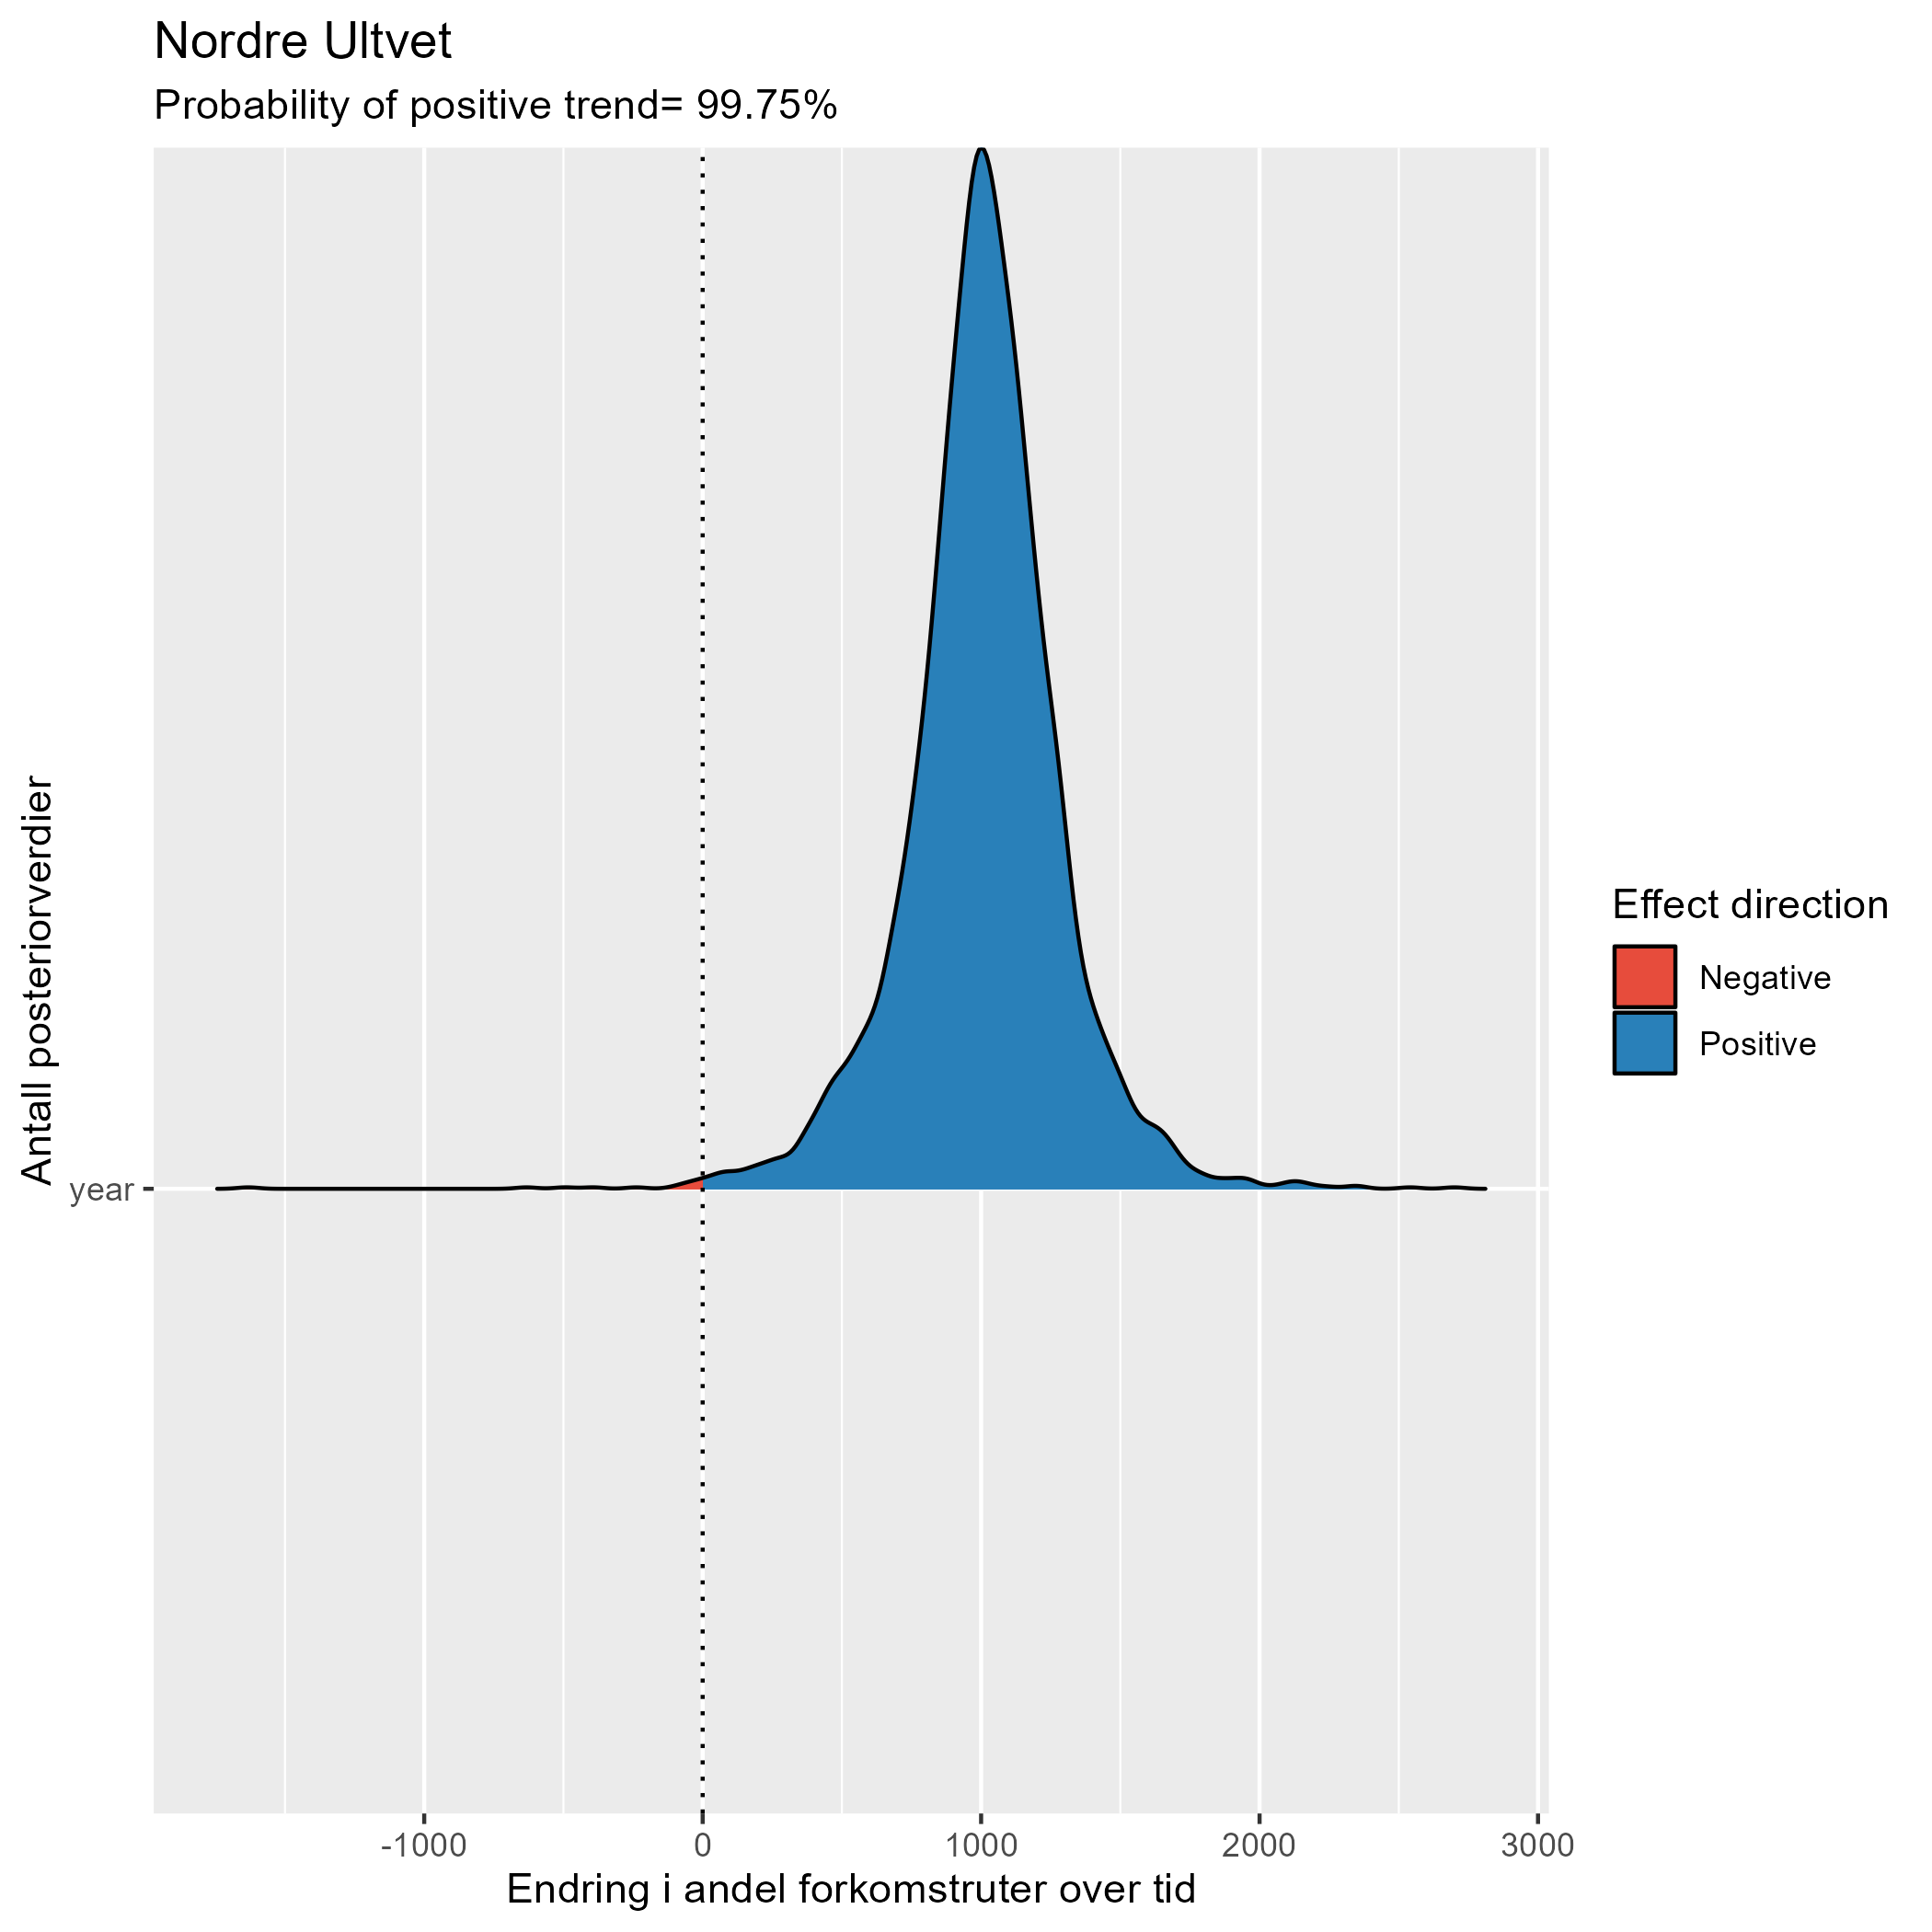 Nordre Ultvet
Probability of positive trend= 99.75%
Antall posteriorverdier
year
Effect direction
Negative
Positive
-1000 0 1000 2000 3000
Endring i andel forkomstruter over tid